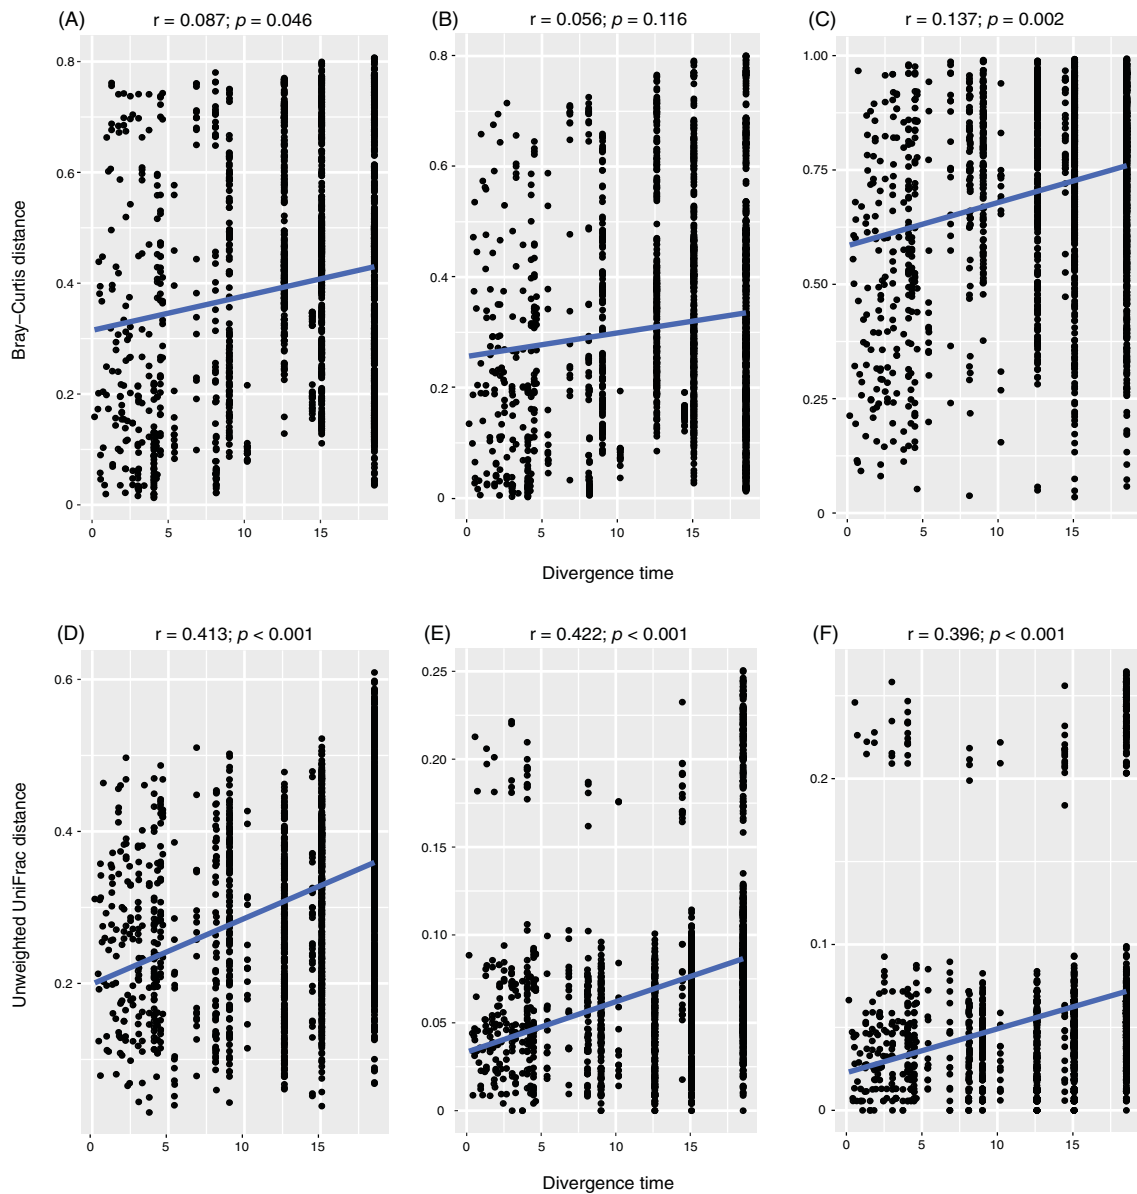 (A) r = 0.087; p = 0.046
(B) r = 0.056; p = 0.116
(C) r = 0.137; p = 0.002
Bray–Curtis distance
0.8
0.6
0.4
0.2
0
0 5 10 15
0.8
0.6
0.4
0.2
0
0 5 10 15
1.00
0.75
0.50
0.25
0
0 5 10 15
Divergence time
(D) r = 0.413; p < 0.001
(E) r = 0.422; p < 0.001
(F) r = 0.396; p < 0.001
Unweighted UniFrac distance
0.6
0.4
0.2
0 5 10 15
0.25
0.20
0.15
0.10
0.05
0
0 5 10 15
0.2
0.1
0
0 5 10 15
Divergence time